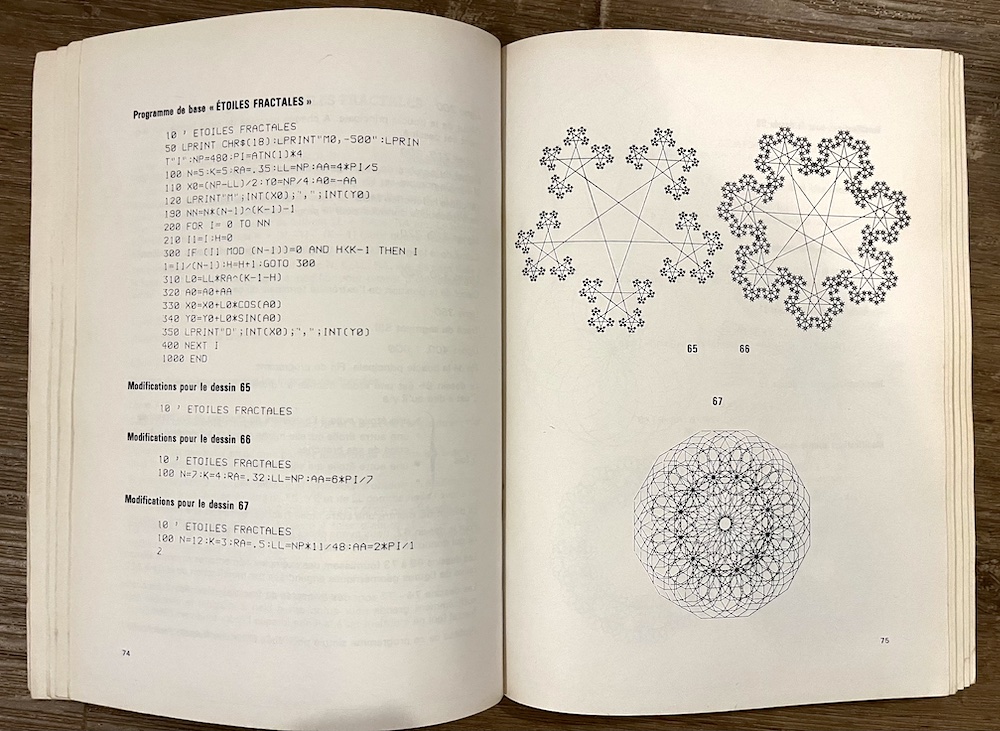 Programme de base « ÉTOILES FRACTALES »
10 ' ETOILES FRACTALES
50 LPRINT CHR$(18):LPRINT"M0,-500":LPRIN
T"I":NP=480:PI=ATN(1)*4
100 N=5:K=5:RA=.35:LL=NP:AA=4*PI/5
110 X0=(NP-LL)/2:Y0=NP/4:A0=-AA
120 LPRINT"M";INT(X0);",";INT(Y0)
190 NN=N*(N-1)^(K-1)-1
200 FOR I= 0 TO NN
210 I1=I:H=0
300 IF (I1 MOD (N-1))=0 AND H<K-1 THEN I
1=I1/(N-1):H=H+1:GOTO 300
310 L0=LL*RA^(K-1-H)
320 A0=A0+AA
330 X0=X0+L0*COS(A0)
340 Y0=Y0+L0*SIN(A0)
350 LPRINT"D";INT(X0);",";INT(Y0)
400 NEXT I
1000 END
Modifications pour le dessin 65
10 ' ETOILES FRACTALES
Modifications pour le dessin 66
10 ' ETOILES FRACTALES
100 N=7:K=4:RA=.32:LL=NP:AA=6*PI/7
Modifications pour le dessin 67
10 ' ETOILES FRACTALES
100 N=12:K=3:RA=.5:LL=NP*11/48:AA=2*PI/1
2
74
65 66
67
75